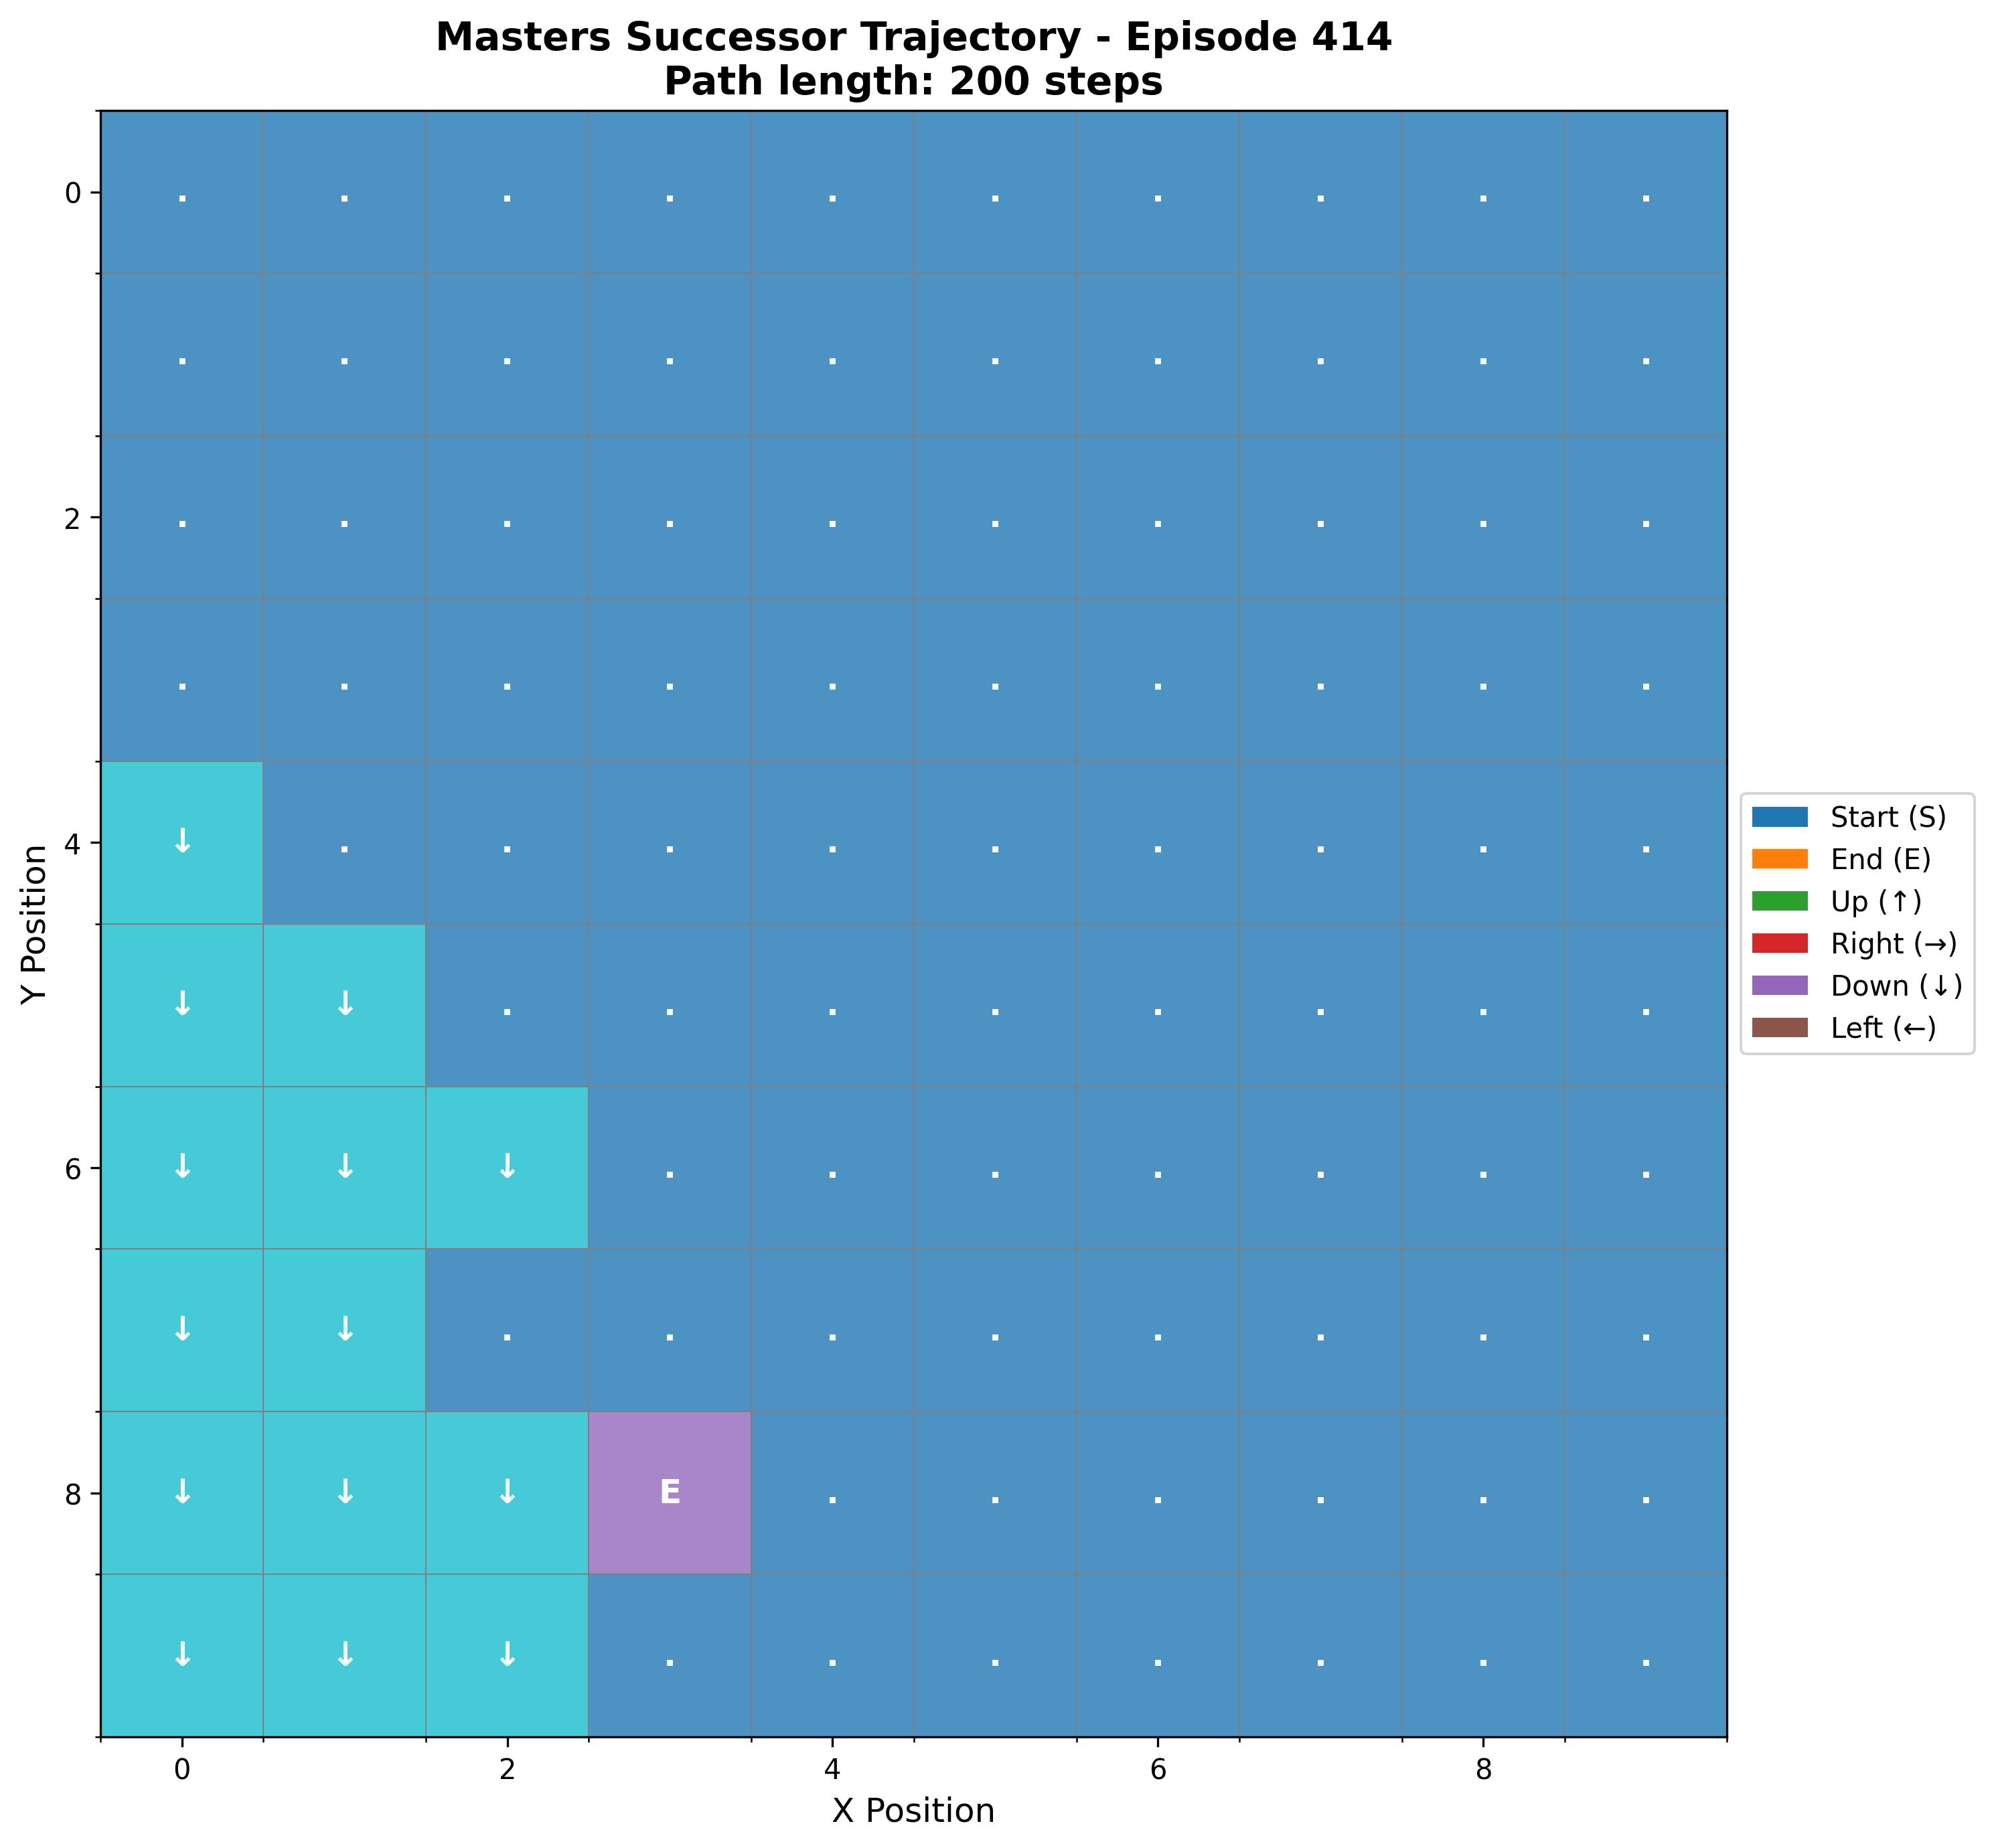 Masters Successor Trajectory - Episode 414
Path length: 200 steps
0 . . . . . . . . . .
. . . . . . . . . .
2 . . . . . . . . . .
. . . . . . . . . .
4 ↓ . . . . . . . . .
↓ ↓ . . . . . . . .
6 ↓ ↓ ↓ . . . . . . .
↓ ↓ . . . . . . . .
8 ↓ ↓ ↓ E . . . . . .
↓ ↓ ↓ . . . . . . .
0 2 4 6 8
X Position
Y Position
Start (S)
End (E)
Up (↑)
Right (→)
Down (↓)
Left (←)